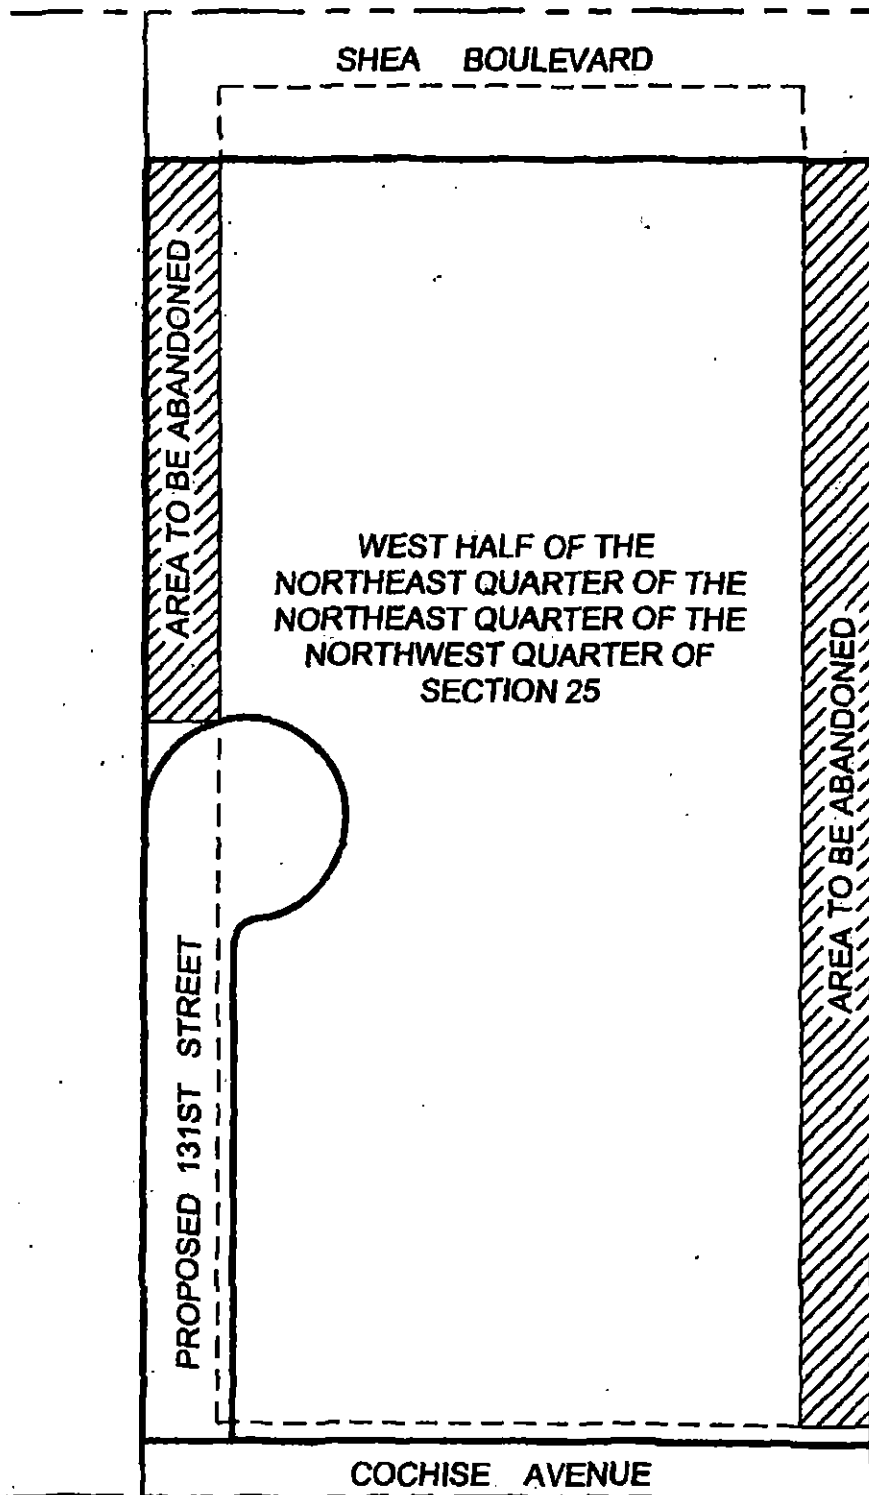 SHEA BOULEVARD
AREA TO BE ABANDONED
WEST HALF OF THE
NORTHEAST QUARTER OF THE
NORTHEAST QUARTER OF THE
NORTHWEST QUARTER OF
SECTION 25
AREA TO BE ABANDONED
PROPOSED 131ST STREET
COCHISE AVENUE